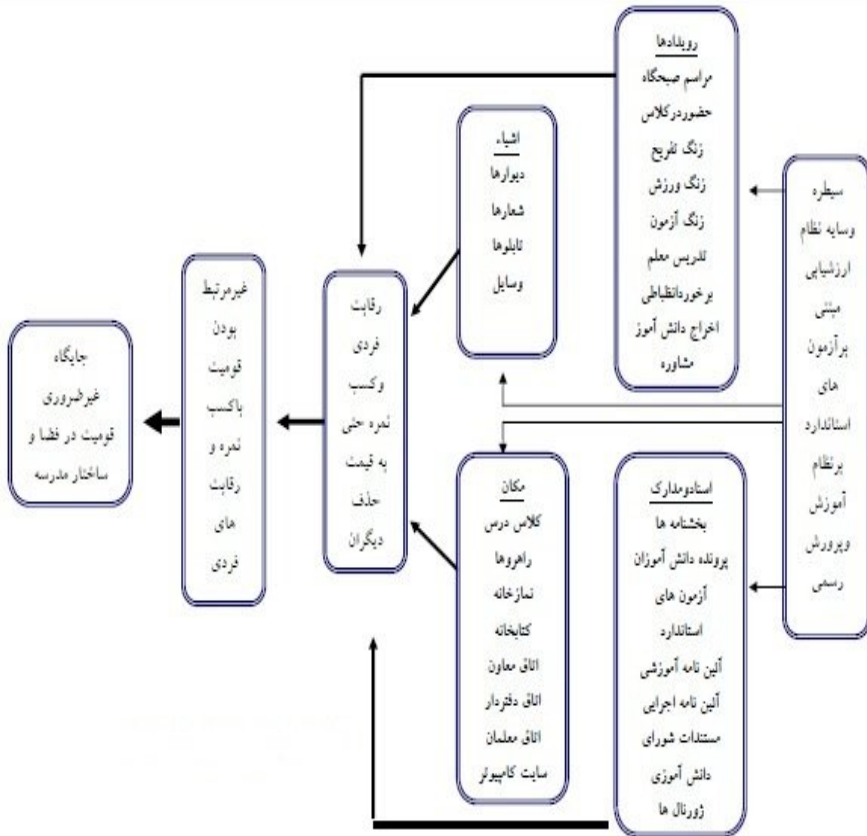 سیطره
وسایه نظام
ارزشیابی
مبتنی
برآزمون
های
استاندارد
برنظام
آموزش
وپرورش
رسمی
رویدادها
مراسم صبحگاه
حضوردرکلاس
زنگ تفریح
زنگ ورزش
زنگ آزمون
تدریس معلم
برخوردانظباطی
اخراج دانش آموز
مشاوره
اسنادومدارک
بخشنامه ها
پرونده دانش آموزان
آزمون های
استاندارد
آئین نامه آموزشی
آئین نامه اجرایی
مستندات شورای
دانش آموزی
ژورنال ها
اشیاء
دیوارها
شعارها
تابلوها
وسایل
مکان
کلاس درس
راهروها
نمازخانه
کتابخانه
اتاق معاون
اتاق دفتردار
اتاق معلمان
سایت کامپیوتر
رقابت
فردی
وکسب
نمره حتی
به قیمت
حذف
دیگران
غیرمرتبط
بودن
قومیت
باکسب
نمره و
رقابت
های
فردی
جایگاه
غیرضروری
قومیت در فضا و
ساختار مدرسه